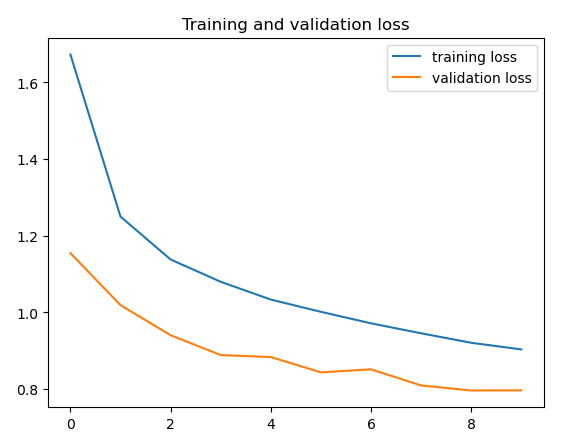 Training and validation loss
training loss
validation loss
1.6
1.4
1.2
1.0
0.8
0 2 4 6 8